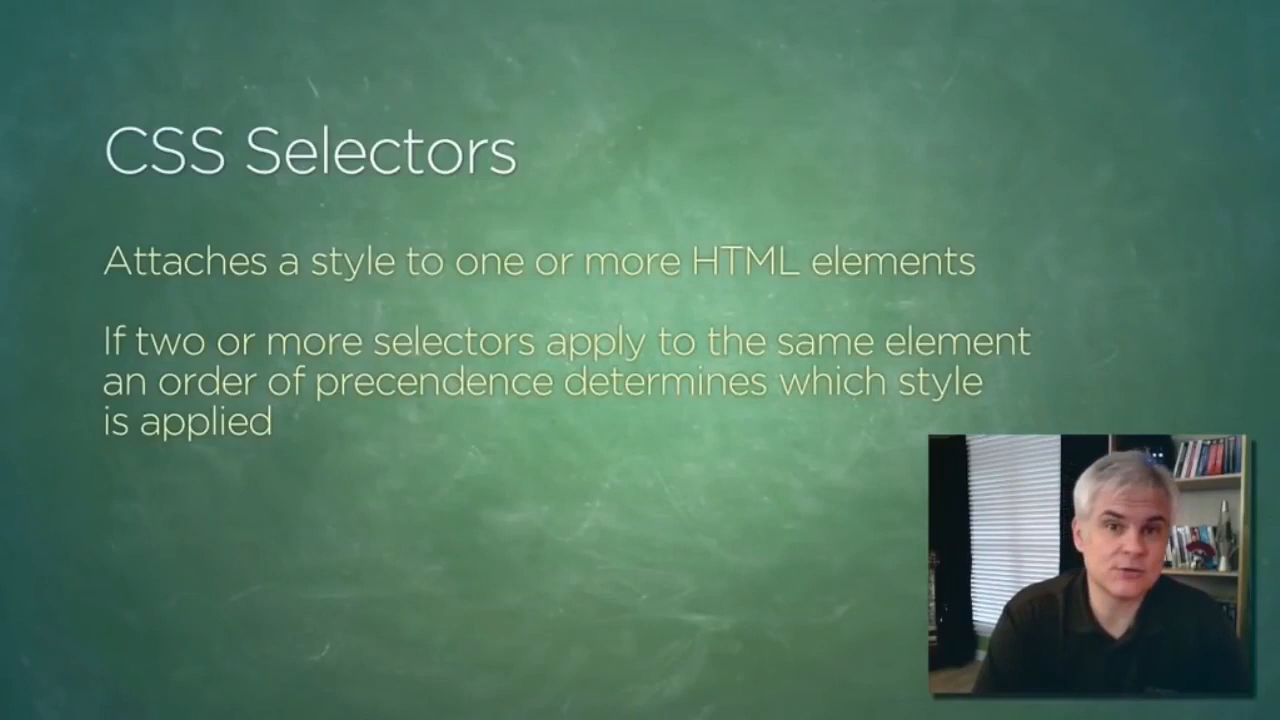 CSS Selectors
Attaches a style to one or more HTML elements
If two or more selectors apply to the same element
an order of precendence determines which style
is applied